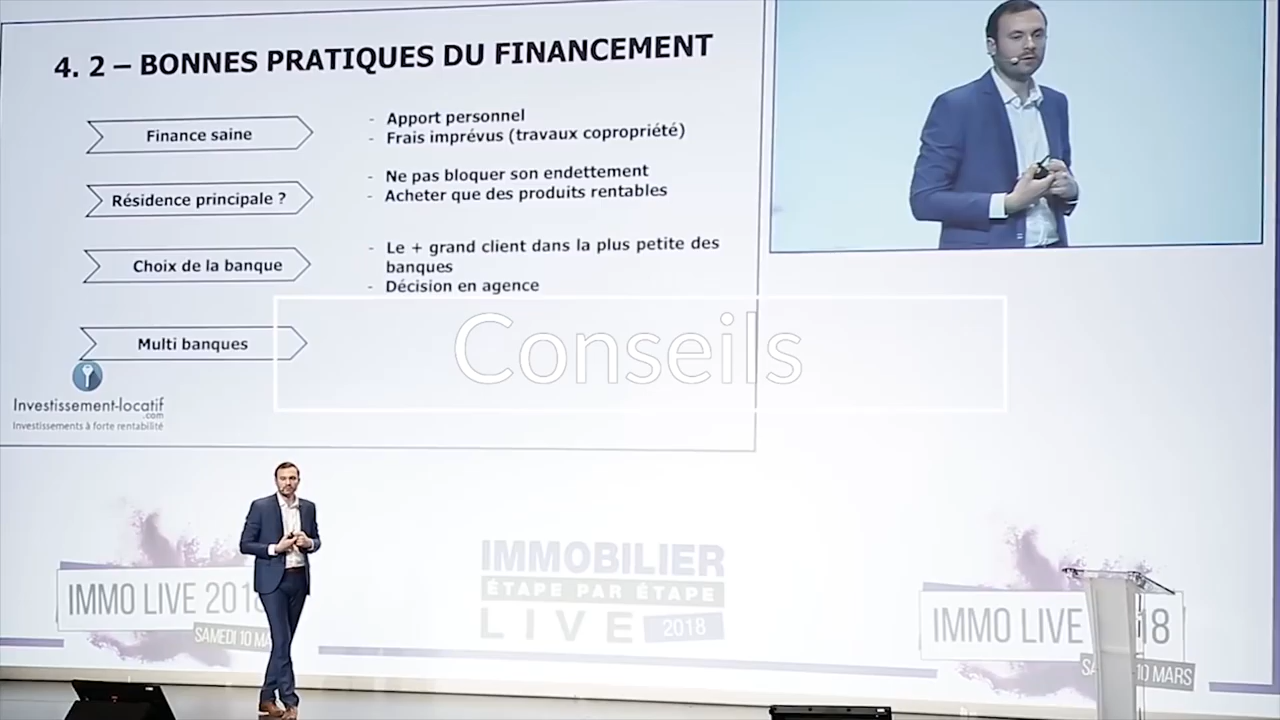 4. 2 – BONNES PRATIQUES DU FINANCEMENT
Finance saine
- Apport personnel
- Frais imprévus (travaux copropriété)
Résidence principale ?
- Ne pas bloquer son endettement
- Acheter que des produits rentables
Choix de la banque
- Le + grand client dans la plus petite des
banques
- Décision en agence
Multi banques
Conseils
Investissement-locatif
.com
Investissements à forte rentabilité
IMMO LIVE 2018
SAMEDI 10 MA
IMMOBILIER
ÉTAPE PAR ÉTAPE
LIVE 2018
IMMO LIVE 18
SA 10 MARS